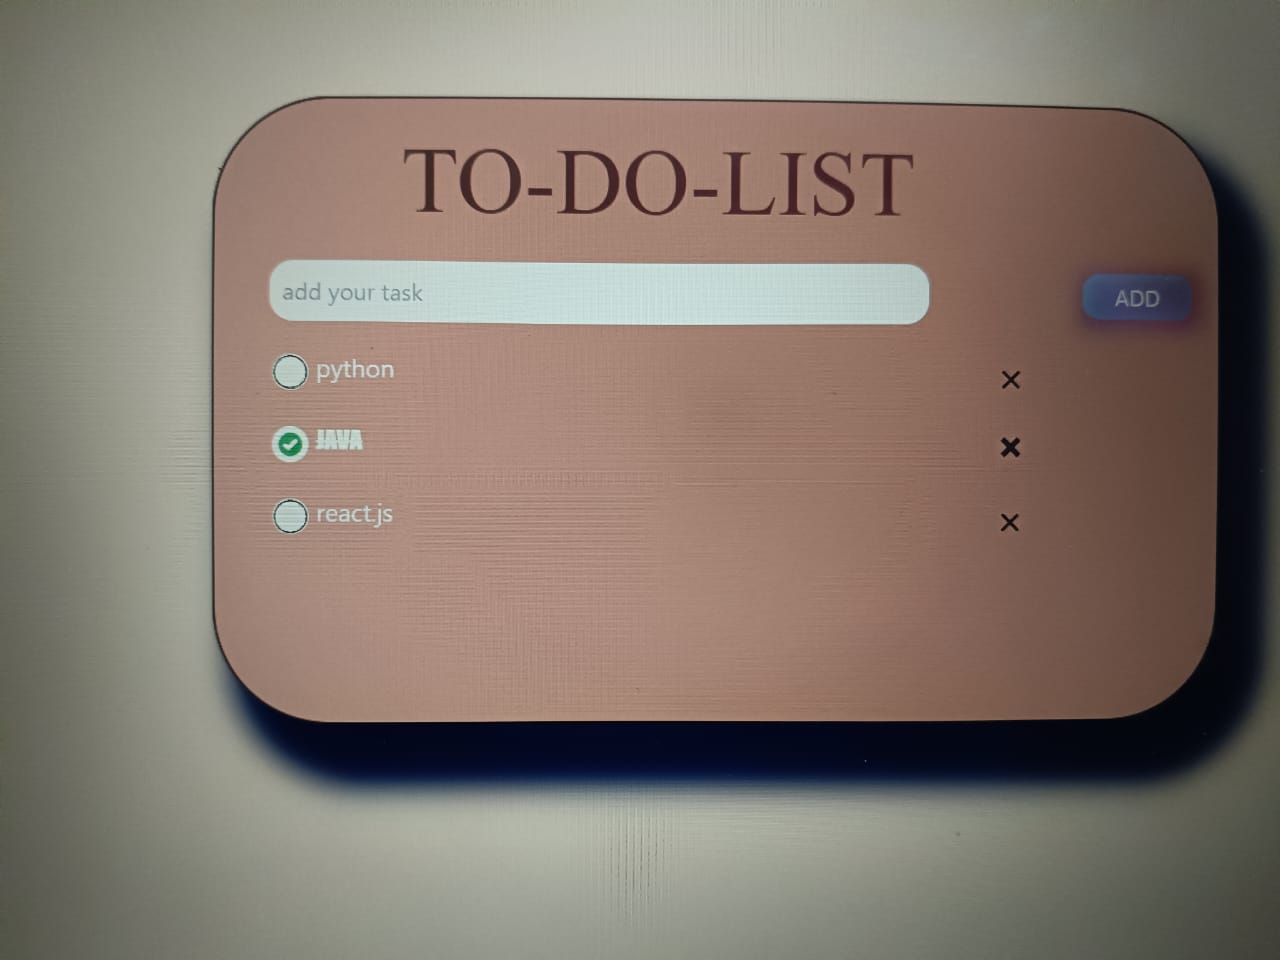 TO-DO-LIST
add your task
ADD
python
JAVA
react.js